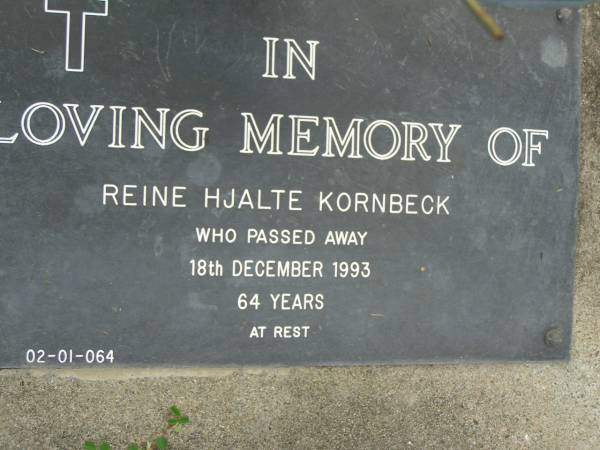 IN
LOVING MEMORY OF
REINE HJALTE KORNBECK
WHO PASSED AWAY
18th DECEMBER 1993
64 YEARS
AT REST
02-01-064